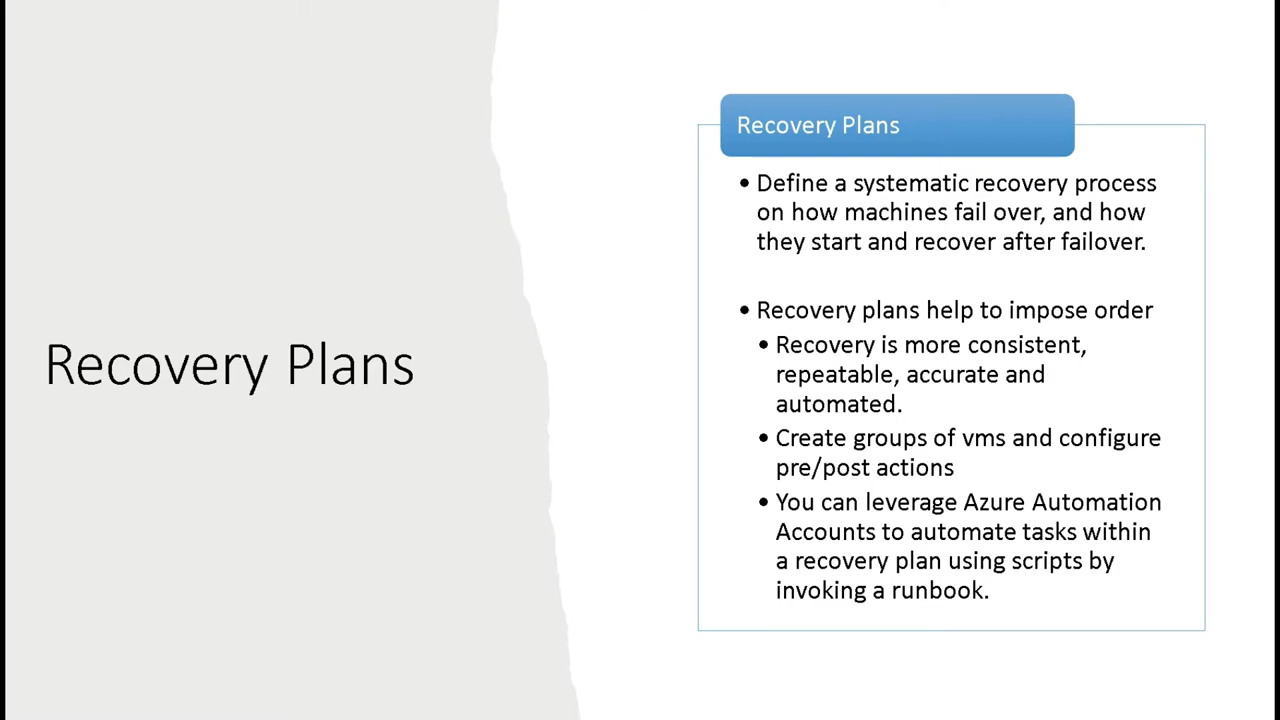 Recovery Plans
Recovery Plans
• Define a systematic recovery process
on how machines fail over, and how
they start and recover after failover.
• Recovery plans help to impose order
• Recovery is more consistent,
repeatable, accurate and
automated.
• Create groups of vms and configure
pre/post actions
• You can leverage Azure Automation
Accounts to automate tasks within
a recovery plan using scripts by
invoking a runbook.